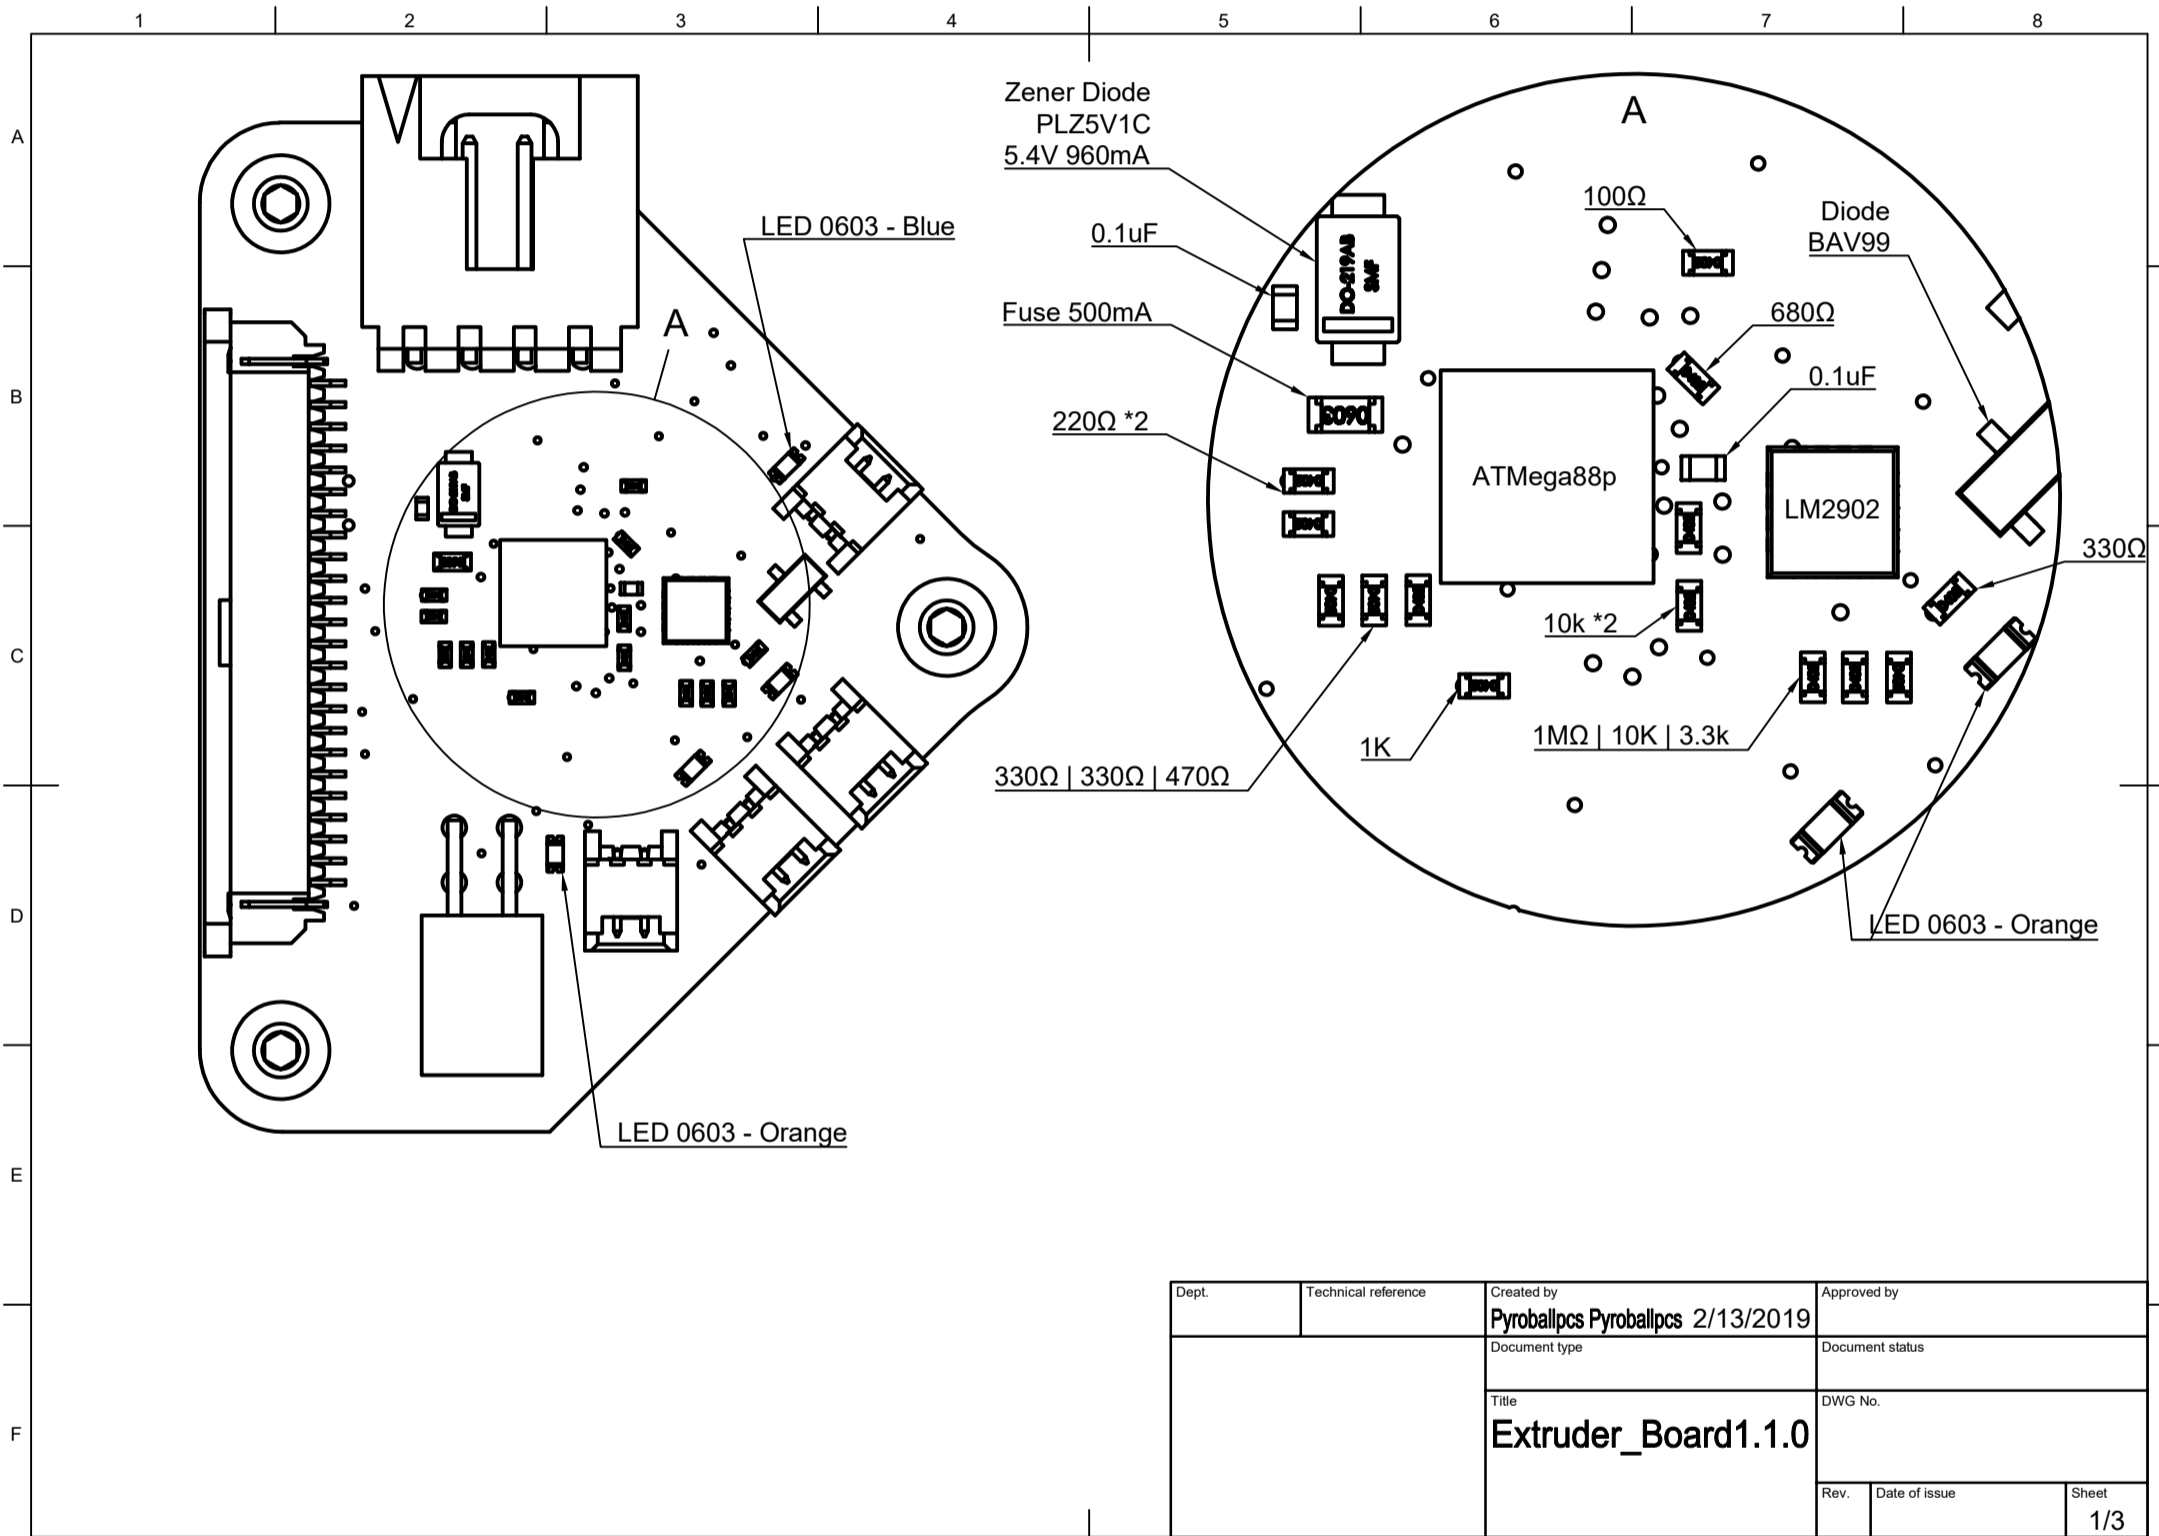 1 2 3 4 5 6 7 8
A
B
C
D
E
F
LED 0603 - Blue
A
LED 0603 - Orange
A
Zener Diode
PLZ5V1C
5.4V 960mA
0.1uF
Fuse 500mA
220Ω *2
330Ω | 330Ω | 470Ω
1K
100Ω
Diode
BAV99
680Ω
0.1uF
DO-219AB
SMF
ATMega88p
LM2902
330Ω
10k *2
1MΩ | 10K | 3.3k
LED 0603 - Orange
Dept.
Technical reference
Created by
Pyroballpcs Pyroballpcs 2/13/2019
Approved by
Document type
Document status
Title
Extruder_Board1.1.0
DWG No.
Rev.
Date of issue
Sheet
1/3